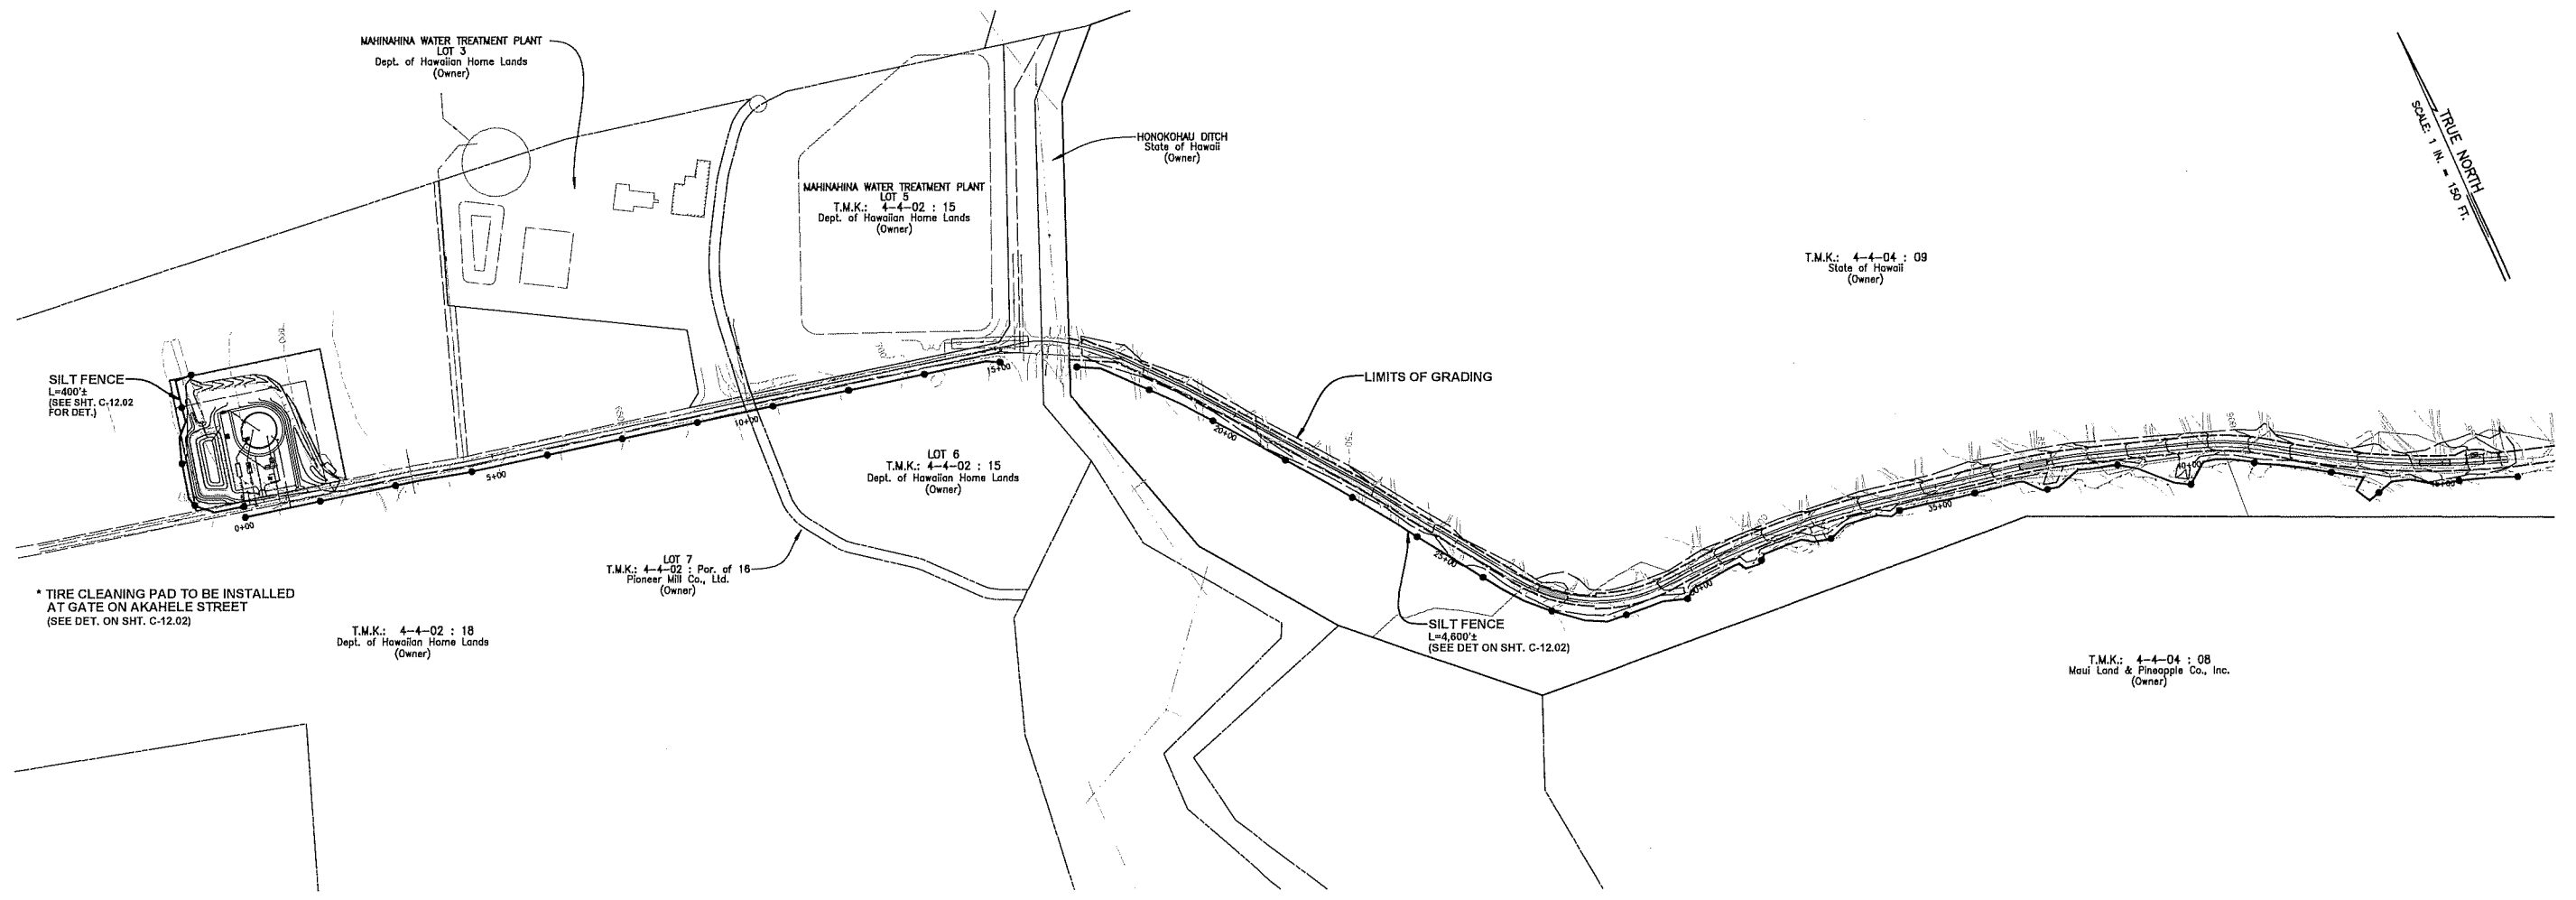 MAHINAHINA WATER TREATMENT PLANT
LOT 3
Dept. of Hawaiian Home Lands
(Owner)
HONOKOHAU DITCH
State of Hawaii
(Owner)
TRUE NORTH
SCALE: 1 IN. = 150 FT.
MAHINAHINA WATER TREATMENT PLANT
LOT 5
T.M.K.: 4-4-02 : 15
Dept. of Hawaiian Home Lands
(Owner)
T.M.K.: 4-4-04 : 09
State of Hawaii
(Owner)
SILT FENCE
L=400'±
(SEE SHT. C-12.02
FOR DET.)
LIMITS OF GRADING
700
650
750
0+00
5+00
10+00
15+00
20+00
25+00
30+00
35+00
40+00
45+00
LOT 6
T.M.K.: 4-4-02 : 15
Dept. of Hawaiian Home Lands
(Owner)
LOT 7
T.M.K.: 4-4-02 : Por. of 16
Pioneer Mill Co., Ltd.
(Owner)
* TIRE CLEANING PAD TO BE INSTALLED
AT GATE ON AKAHELE STREET
(SEE DET. ON SHT. C-12.02)
T.M.K.: 4-4-02 : 18
Dept. of Hawaiian Home Lands
(Owner)
SILT FENCE
L=4,600'±
(SEE DET ON SHT. C-12.02)
T.M.K.: 4-4-04 : 08
Maui Land & Pineapple Co., Inc.
(Owner)